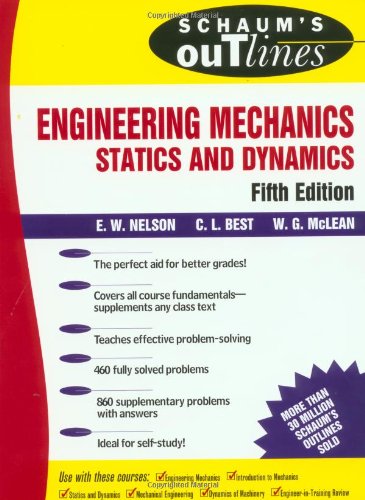 SCHAUM'S
ouTlines
ENGINEERING MECHANICS
STATICS AND DYNAMICS
Fifth Edition
E. W. NELSON C. L. BEST W. G. McLEAN
The perfect aid for better grades!
Covers all course fundamentals—
supplements any class text
Teaches effective problem-solving
460 fully solved problems
860 supplementary problems
with answers
Ideal for self-study!
MORE THAN
30 MILLION
SCHAUM'S
OUTLINES
SOLD
Use with these courses: Engineering Mechanics Introduction to Mechanics
Statics and Dynamics Mechanical Engineering Dynamics of Machinery Engineer-in-Training Review